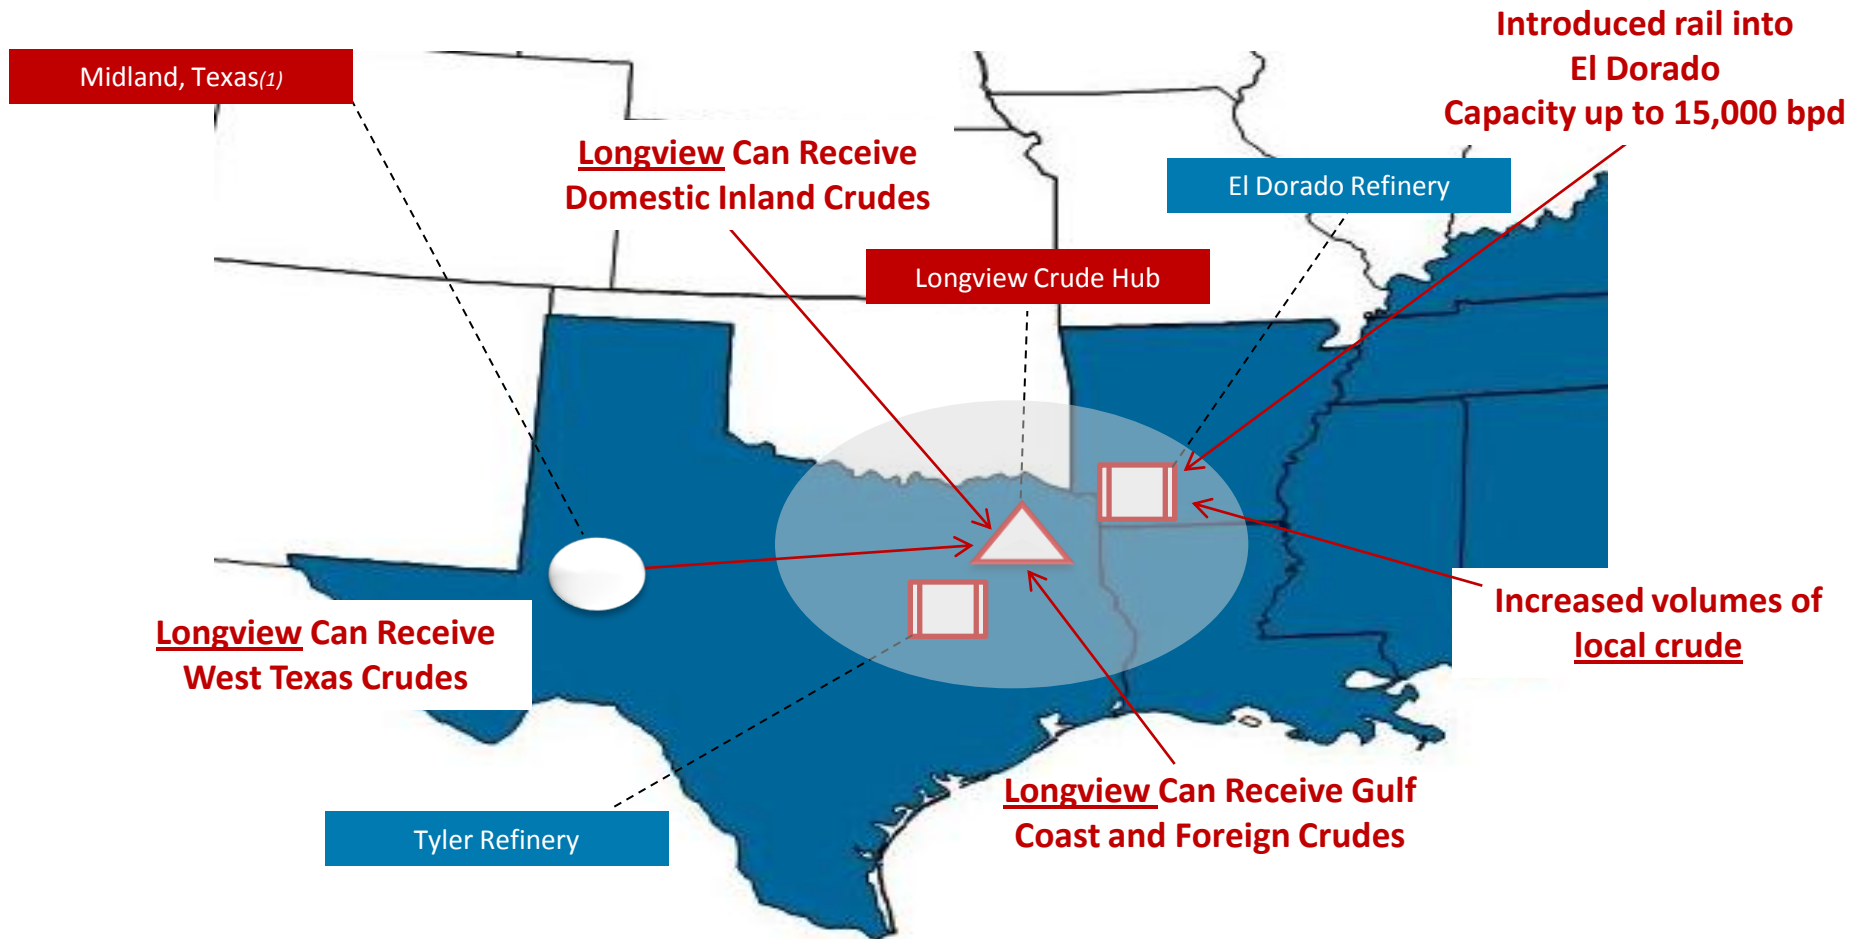 Introduced rail into
El Dorado
Capacity up to 15,000 bpd
Midland, Texas(1)
Longview Can Receive
Domestic Inland Crudes
El Dorado Refinery
Longview Crude Hub
Longview Can Receive
West Texas Crudes
Increased volumes of
local crude
Longview Can Receive Gulf
Coast and Foreign Crudes
Tyler Refinery